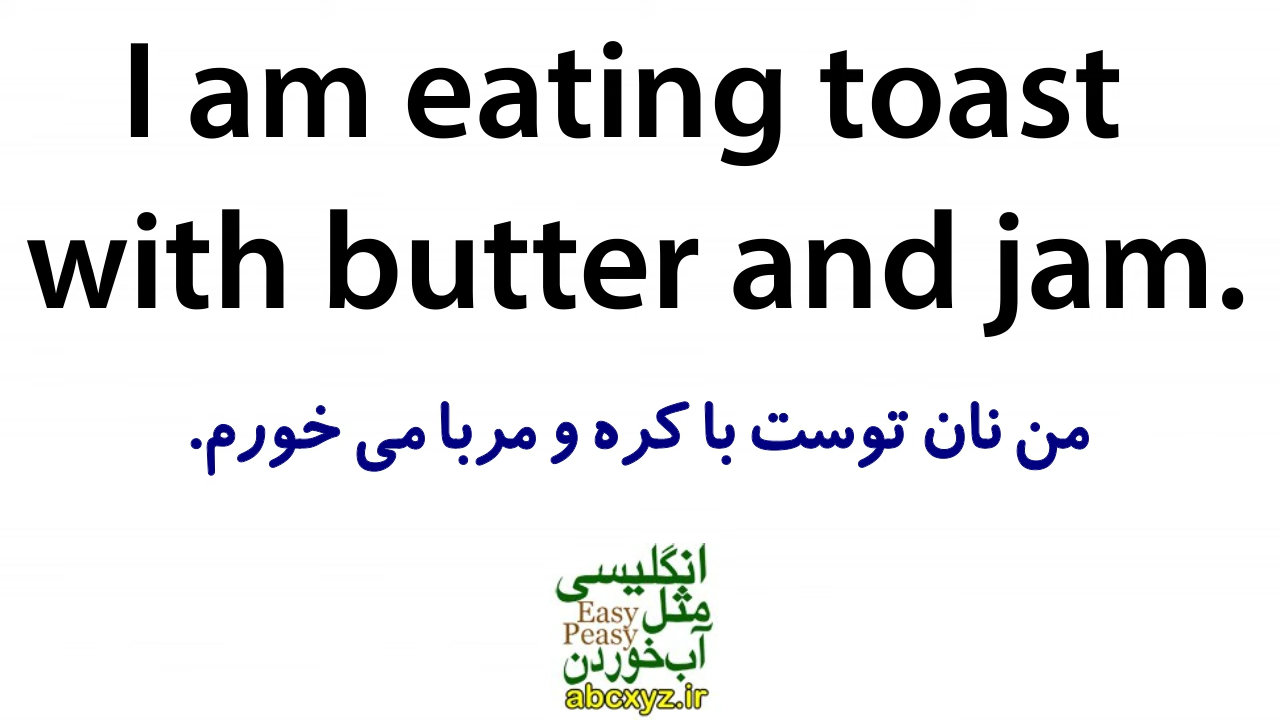 I am eating toast
with butter and jam.
من نان توست با کره و مربا می خورم.
انگلیسی
مثل
Easy
Peasy
آب خوردن
abcxyz.ir